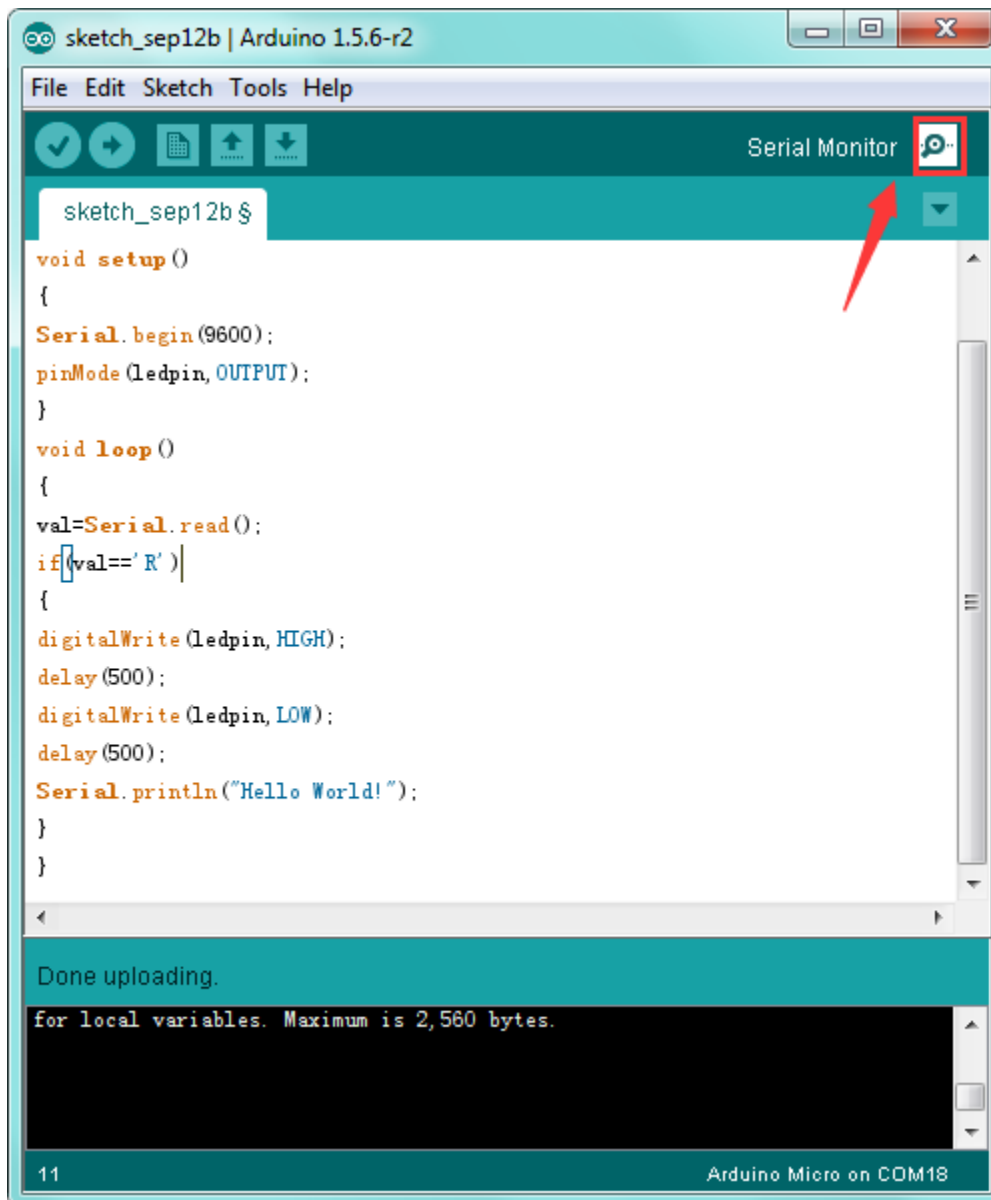 sketch_sep12b | Arduino 1.5.6-r2
File Edit Sketch Tools Help
Serial Monitor
sketch_sep12b §
void setup()
{
Serial.begin(9600);
pinMode(ledpin,OUTPUT);
}
void loop()
{
val=Serial.read();
if(val=='R')
{
digitalWrite(ledpin,HIGH);
delay(500);
digitalWrite(ledpin,LOW);
delay(500);
Serial.println("Hello World!");
}
}
Done uploading.
for local variables. Maximum is 2,560 bytes.
11 Arduino Micro on COM18